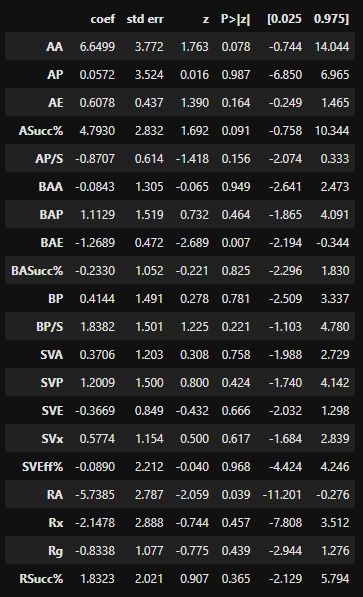 coef std err z P>|z| [0.025 0.975]
AA 6.6499 3.772 1.763 0.078 -0.744 14.044
AP 0.0572 3.524 0.016 0.987 -6.850 6.965
AE 0.6078 0.437 1.390 0.164 -0.249 1.465
ASucc% 4.7930 2.832 1.692 0.091 -0.758 10.344
AP/S -0.8707 0.614 -1.418 0.156 -2.074 0.333
BAA -0.0843 1.305 -0.065 0.949 -2.641 2.473
BAP 1.1129 1.519 0.732 0.464 -1.865 4.091
BAE -1.2689 0.472 -2.689 0.007 -2.194 -0.344
BASucc% -0.2330 1.052 -0.221 0.825 -2.296 1.830
BP 0.4144 1.491 0.278 0.781 -2.509 3.337
BP/S 1.8382 1.501 1.225 0.221 -1.103 4.780
SVA 0.3706 1.203 0.308 0.758 -1.988 2.729
SVP 1.2009 1.500 0.800 0.424 -1.740 4.142
SVE -0.3669 0.849 -0.432 0.666 -2.032 1.298
SVx 0.5774 1.154 0.500 0.617 -1.684 2.839
SVEff% -0.0890 2.212 -0.040 0.968 -4.424 4.246
RA -5.7385 2.787 -2.059 0.039 -11.201 -0.276
Rx -2.1478 2.888 -0.744 0.457 -7.808 3.512
Rg -0.8338 1.077 -0.775 0.439 -2.944 1.276
RSucc% 1.8323 2.021 0.907 0.365 -2.129 5.794